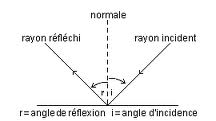 normale
rayon réfléchi rayon incident
r i
r = angle de réflexion i = angle d'incidence